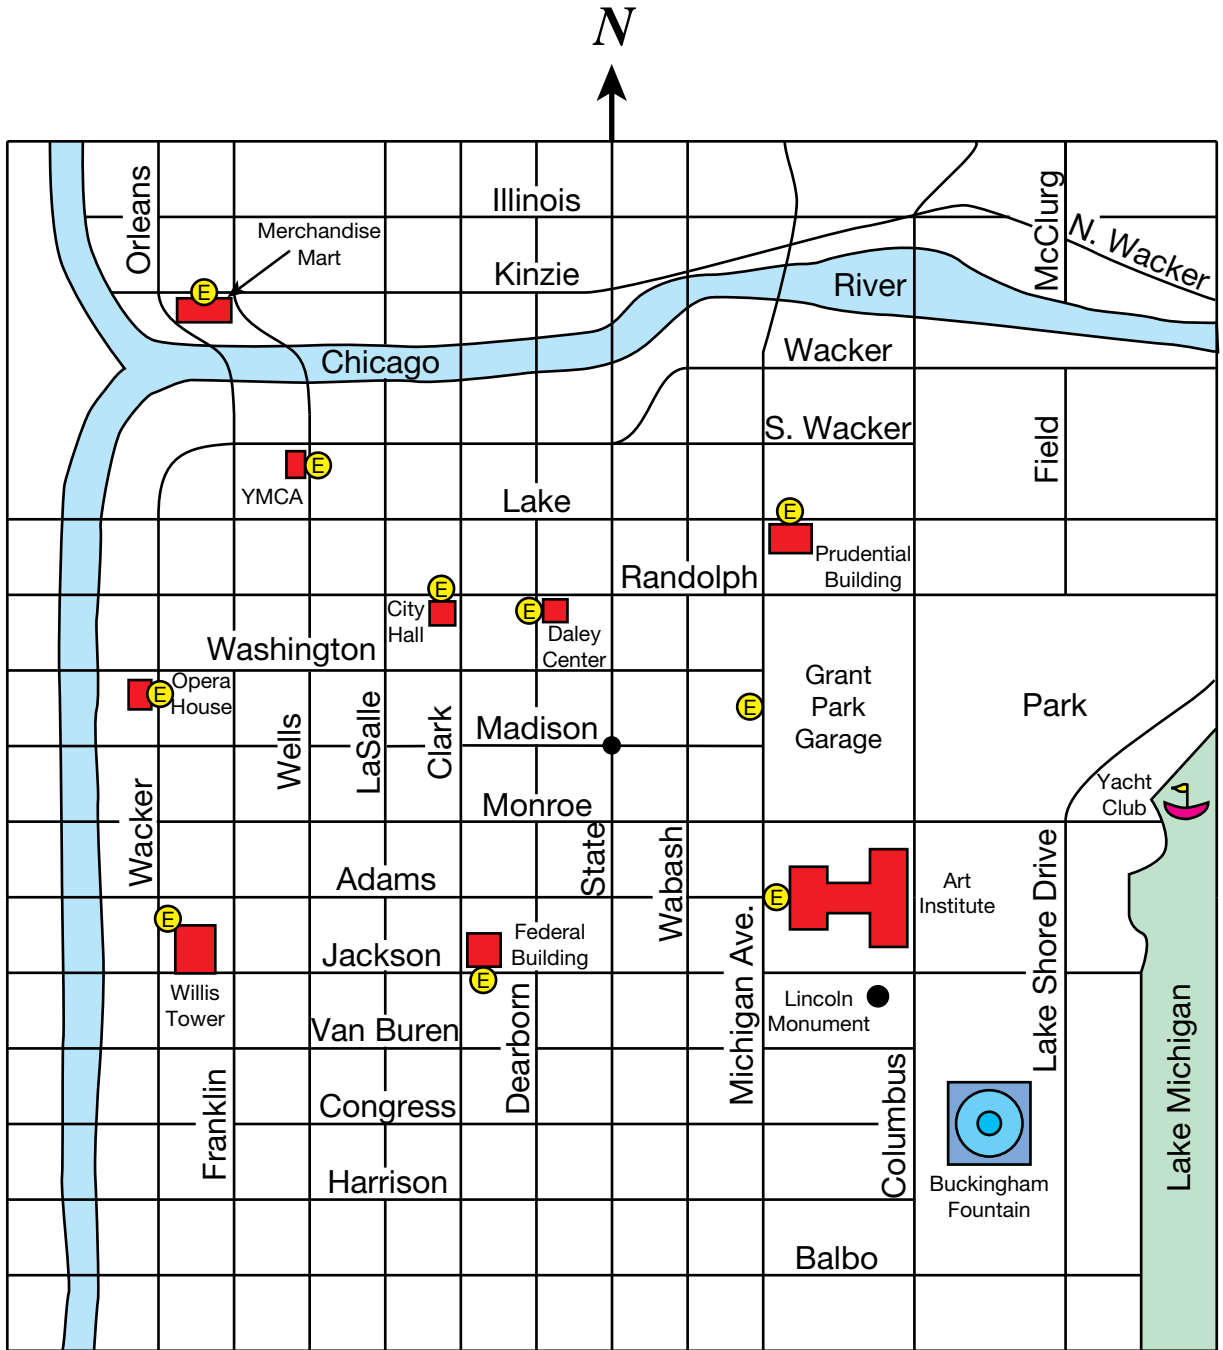 N
Orleans
Illinois
McClurg
N. Wacker
Merchandise
Mart
Kinzie
E
River
Chicago
Wacker
S. Wacker
Field
E
YMCA
Lake
E
Prudential
Building
Randolph
E
City
Hall
E
Daley
Center
Washington
Opera
House
E
Grant
Park
Garage
E
Park
Wells
LaSalle
Clark
Madison
Wacker
Monroe
Yacht
Club
State
Wabash
Adams
Michigan Ave.
E
Art
Institute
Lake Shore Drive
E
Federal
Building
Jackson
E
Willis
Tower
Lincoln
Monument
Van Buren
Dearborn
Lake Michigan
Franklin
Congress
Columbus
Harrison
Buckingham
Fountain
Balbo